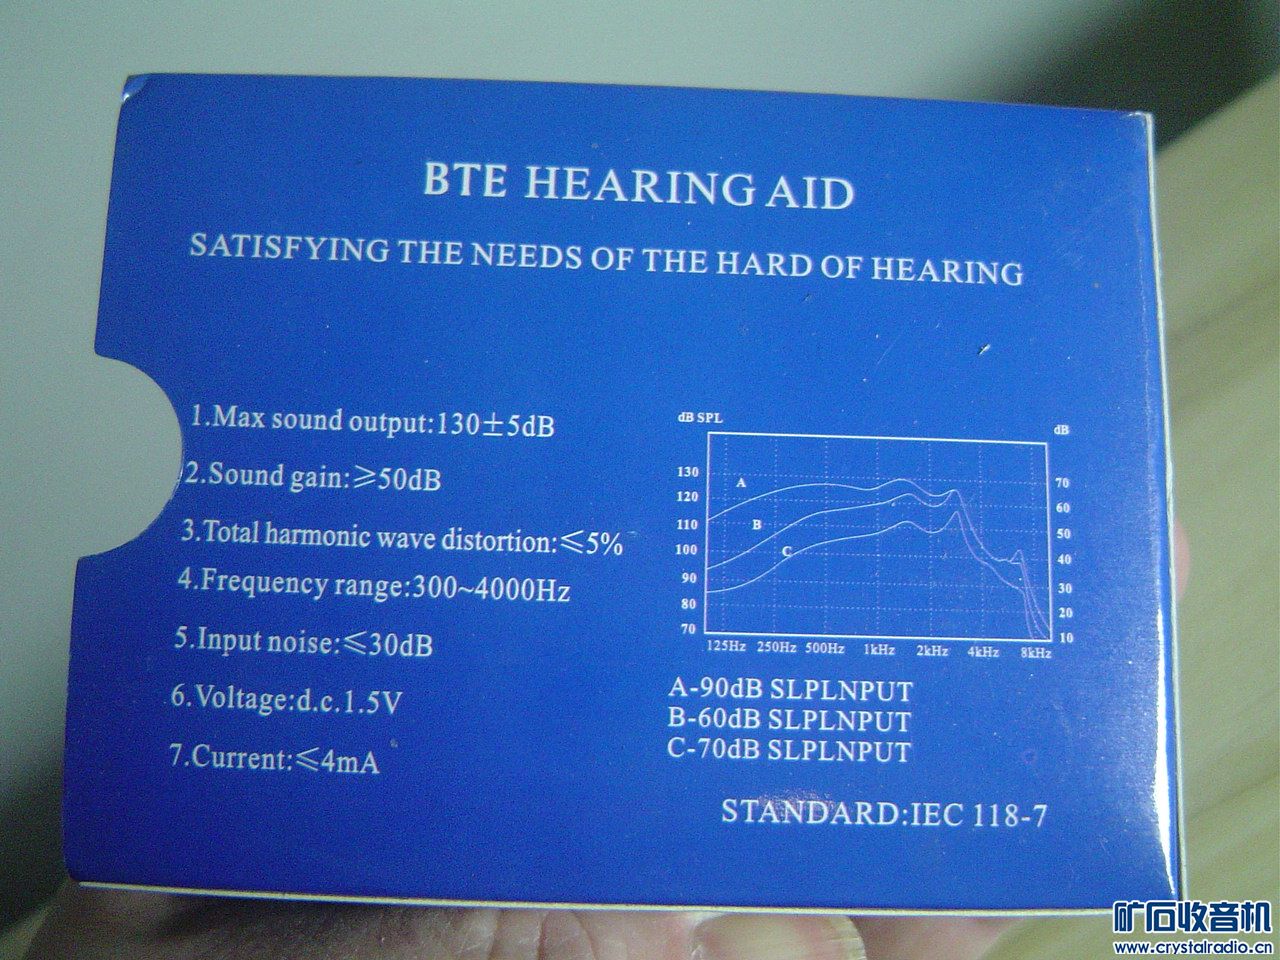 BTE HEARING AID
SATISFYING THE NEEDS OF THE HARD OF HEARING
1.Max sound output:130±5dB
2.Sound gain:≥50dB
3.Total harmonic wave distortion:≤5%
4.Frequency range:300~4000Hz
5.Input noise:≤30dB
6.Voltage:d.c.1.5V
7.Current:≤4mA
dB SPL
dB
130
120
110
100
90
80
70
A
B
C
70
60
50
40
30
20
10
125Hz 250Hz 500Hz 1kHz 2kHz 4kHz 8kHz
A-90dB SLPLNPUT
B-60dB SLPLNPUT
C-70dB SLPLNPUT
STANDARD:IEC 118-7
矿石收音机
www.crystalradio.cn